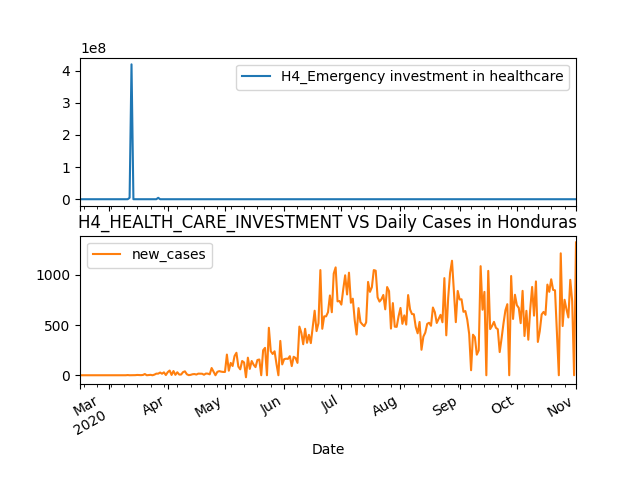 1e8
4
3
2
1
0
H4_Emergency investment in healthcare
H4_HEALTH_CARE_INVESTMENT VS Daily Cases in Honduras
new_cases
1000
500
0
Mar
2020
Apr
May
Jun
Jul
Aug
Sep
Oct
Nov
Date